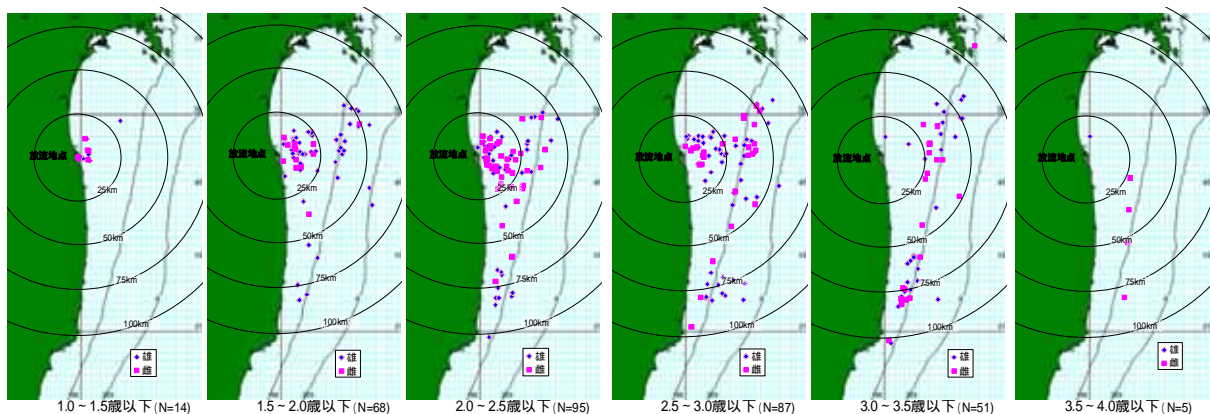 放流地点
25km
50km
75km
100km
雄
雌
1.0～1.5歳以下(N=14)
放流地点
25km
50km
75km
100km
雄
雌
1.5～2.0歳以下(N=68)
放流地点
25km
50km
75km
100km
雄
雌
2.0～2.5歳以下(N=95)
放流地点
25km
50km
75km
100km
雄
雌
2.5～3.0歳以下(N=87)
放流地点
25km
50km
75km
100km
雄
雌
3.0～3.5歳以下(N=51)
放流地点
25km
50km
75km
100km
雄
雌
3.5～4.0歳以下(N=5)